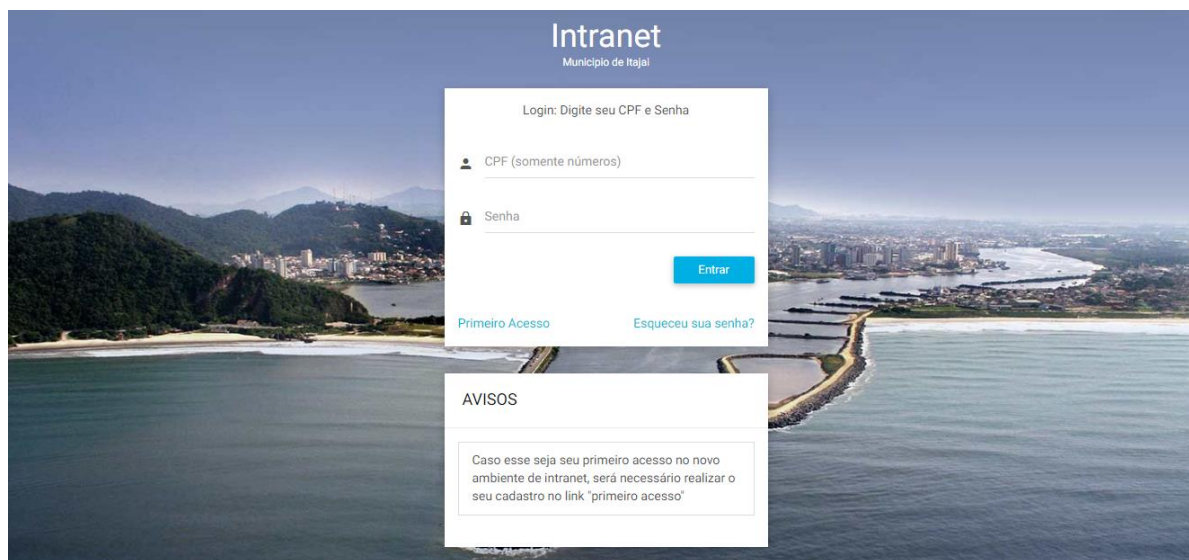 Intranet
Municipio de Itajaí
Login: Digite seu CPF e Senha
CPF (somente números)
Senha
Entrar
Primeiro Acesso
Esqueceu sua senha?
AVISOS
Caso esse seja seu primeiro acesso no novo
ambiente de intranet, será necessário realizar o
seu cadastro no link "primeiro acesso"